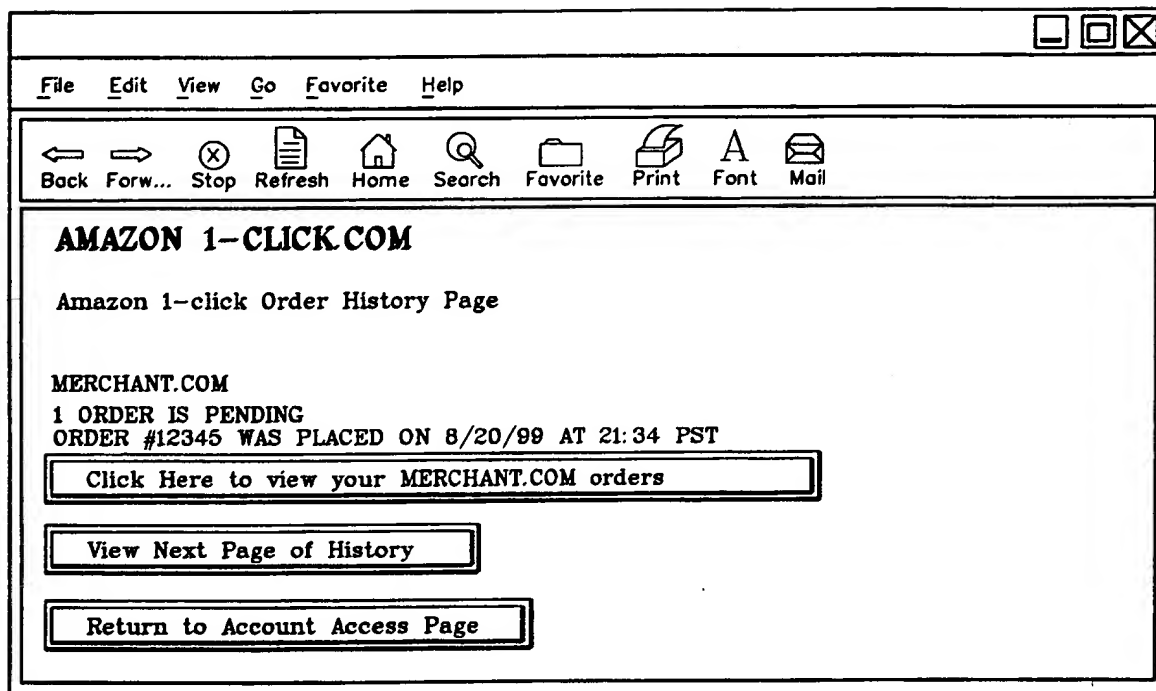 File Edit View Go Favorite Help
Back Forw... Stop Refresh Home Search Favorite Print Font Mail
AMAZON 1-CLICK.COM
Amazon 1-click Order History Page
MERCHANT.COM
1 ORDER IS PENDING
ORDER #12345 WAS PLACED ON 8/20/99 AT 21:34 PST
Click Here to view your MERCHANT.COM orders
View Next Page of History
Return to Account Access Page